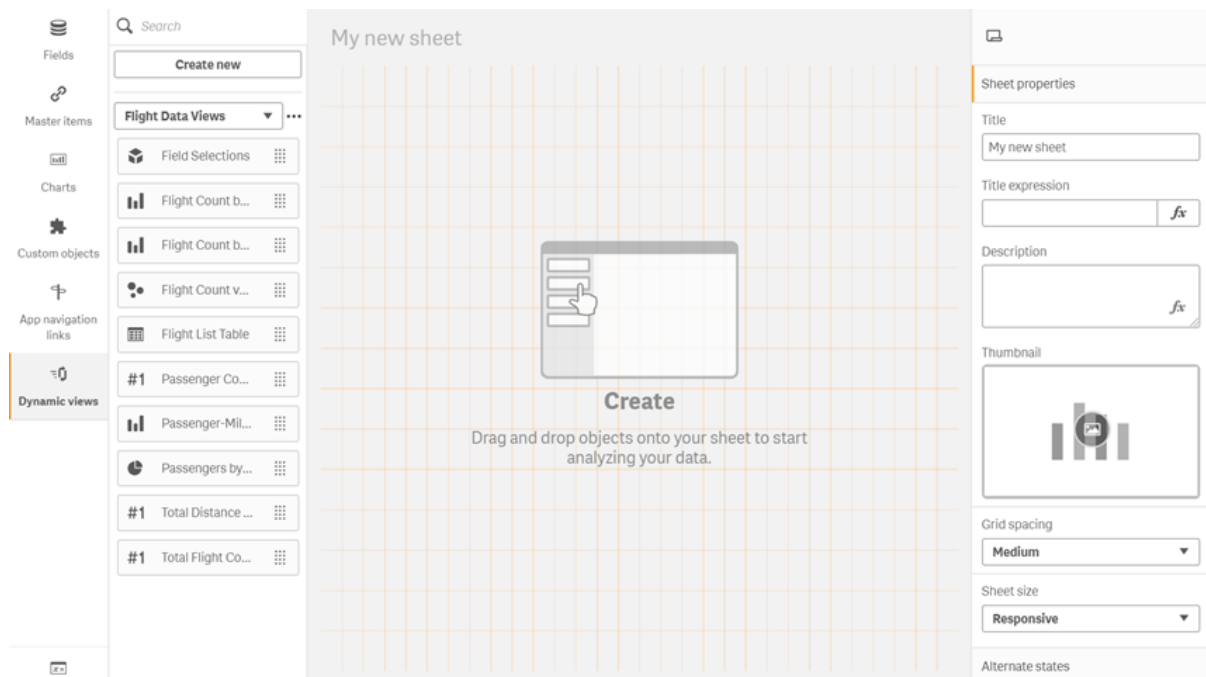 Fields
Master items
Charts
Custom objects
App navigation
links
Dynamic views
Search
Create new
Flight Data Views
Field Selections
Flight Count b...
Flight Count b...
Flight Count v...
Flight List Table
#1 Passenger Co...
Passenger-Mil...
Passengers by...
#1 Total Distance ...
#1 Total Flight Co...
My new sheet
Create
Drag and drop objects onto your sheet to start
analyzing your data.
Sheet properties
Title
My new sheet
Title expression
fx
Description
fx
Thumbnail
Grid spacing
Medium
Sheet size
Responsive
Alternate states